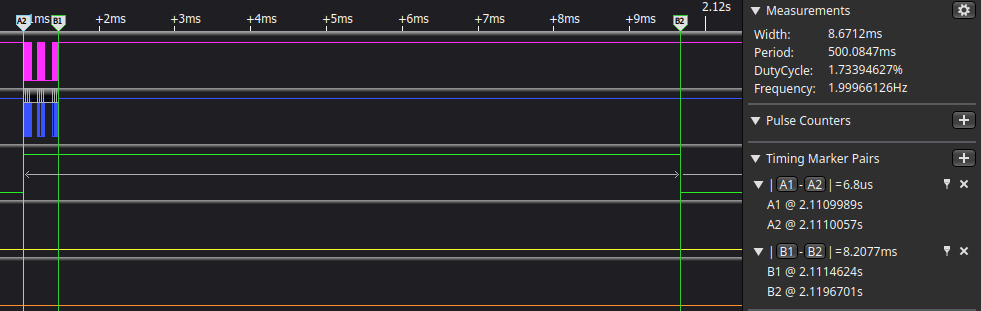 2.12s
A2 1ms B1 +2ms +3ms +4ms +5ms +6ms +7ms +8ms +9ms B2
Measurements
Width: 8.6712ms
Period: 500.0847ms
DutyCycle: 1.73394627%
Frequency: 1.99966126Hz
Pulse Counters
Timing Marker Pairs
| A1 - A2 | =6.8us
A1 @ 2.1109989s
A2 @ 2.1110057s
| B1 - B2 | =8.2077ms
B1 @ 2.1114624s
B2 @ 2.1196701s